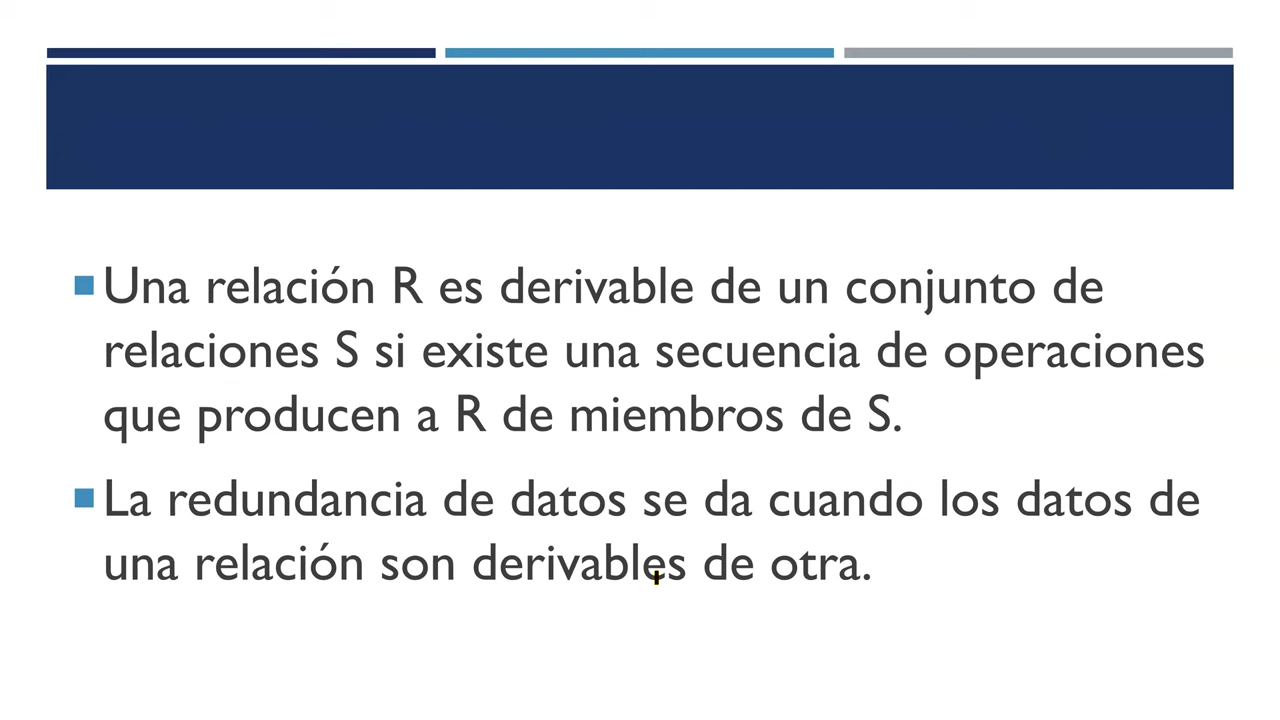 Una relación R es derivable de un conjunto de
relaciones S si existe una secuencia de operaciones
que producen a R de miembros de S.
La redundancia de datos se da cuando los datos de
una relación son derivables de otra.